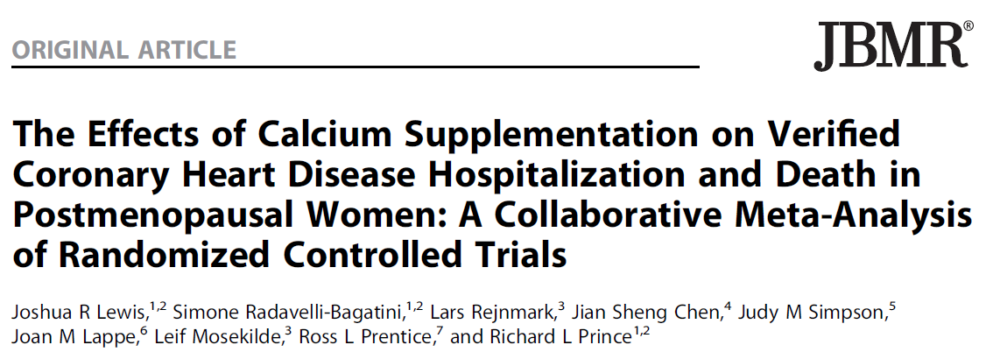 ORIGINAL ARTICLE
JBMR®
The Effects of Calcium Supplementation on Verified
Coronary Heart Disease Hospitalization and Death in
Postmenopausal Women: A Collaborative Meta-Analysis
of Randomized Controlled Trials
Joshua R Lewis,1,2 Simone Radavelli-Bagatini,1,2 Lars Rejnmark,3 Jian Sheng Chen,4 Judy M Simpson,5
Joan M Lappe,6 Leif Mosekilde,3 Ross L Prentice,7 and Richard L Prince1,2